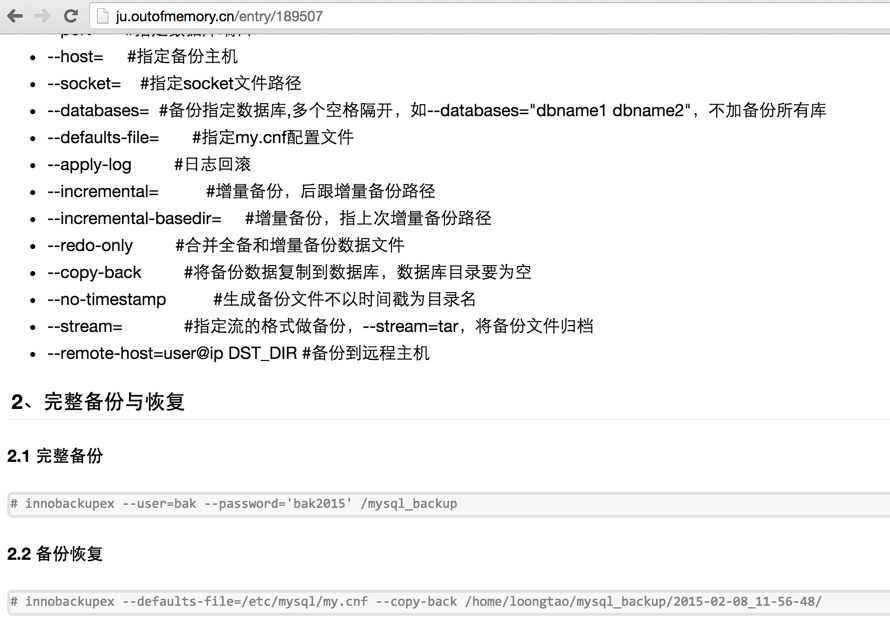 ju.outofmemory.cn/entry/189507
--host= #指定备份主机
--socket= #指定socket文件路径
--databases= #备份指定数据库,多个空格隔开，如--databases="dbname1 dbname2"，不加备份所有库
--defaults-file= #指定my.cnf配置文件
--apply-log #日志回滚
--incremental= #增量备份，后跟增量备份路径
--incremental-basedir= #增量备份，指上次增量备份路径
--redo-only #合并全备和增量备份数据文件
--copy-back #将备份数据复制到数据库，数据库目录要为空
--no-timestamp #生成备份文件不以时间戳为目录名
--stream= #指定流的格式做备份，--stream=tar，将备份文件归档
--remote-host=user@ip DST_DIR #备份到远程主机
2、完整备份与恢复
2.1 完整备份
# innobackupex --user=bak --password='bak2015' /mysql_backup
2.2 备份恢复
# innobackupex --defaults-file=/etc/mysql/my.cnf --copy-back /home/loongtao/mysql_backup/2015-02-08_11-56-48/